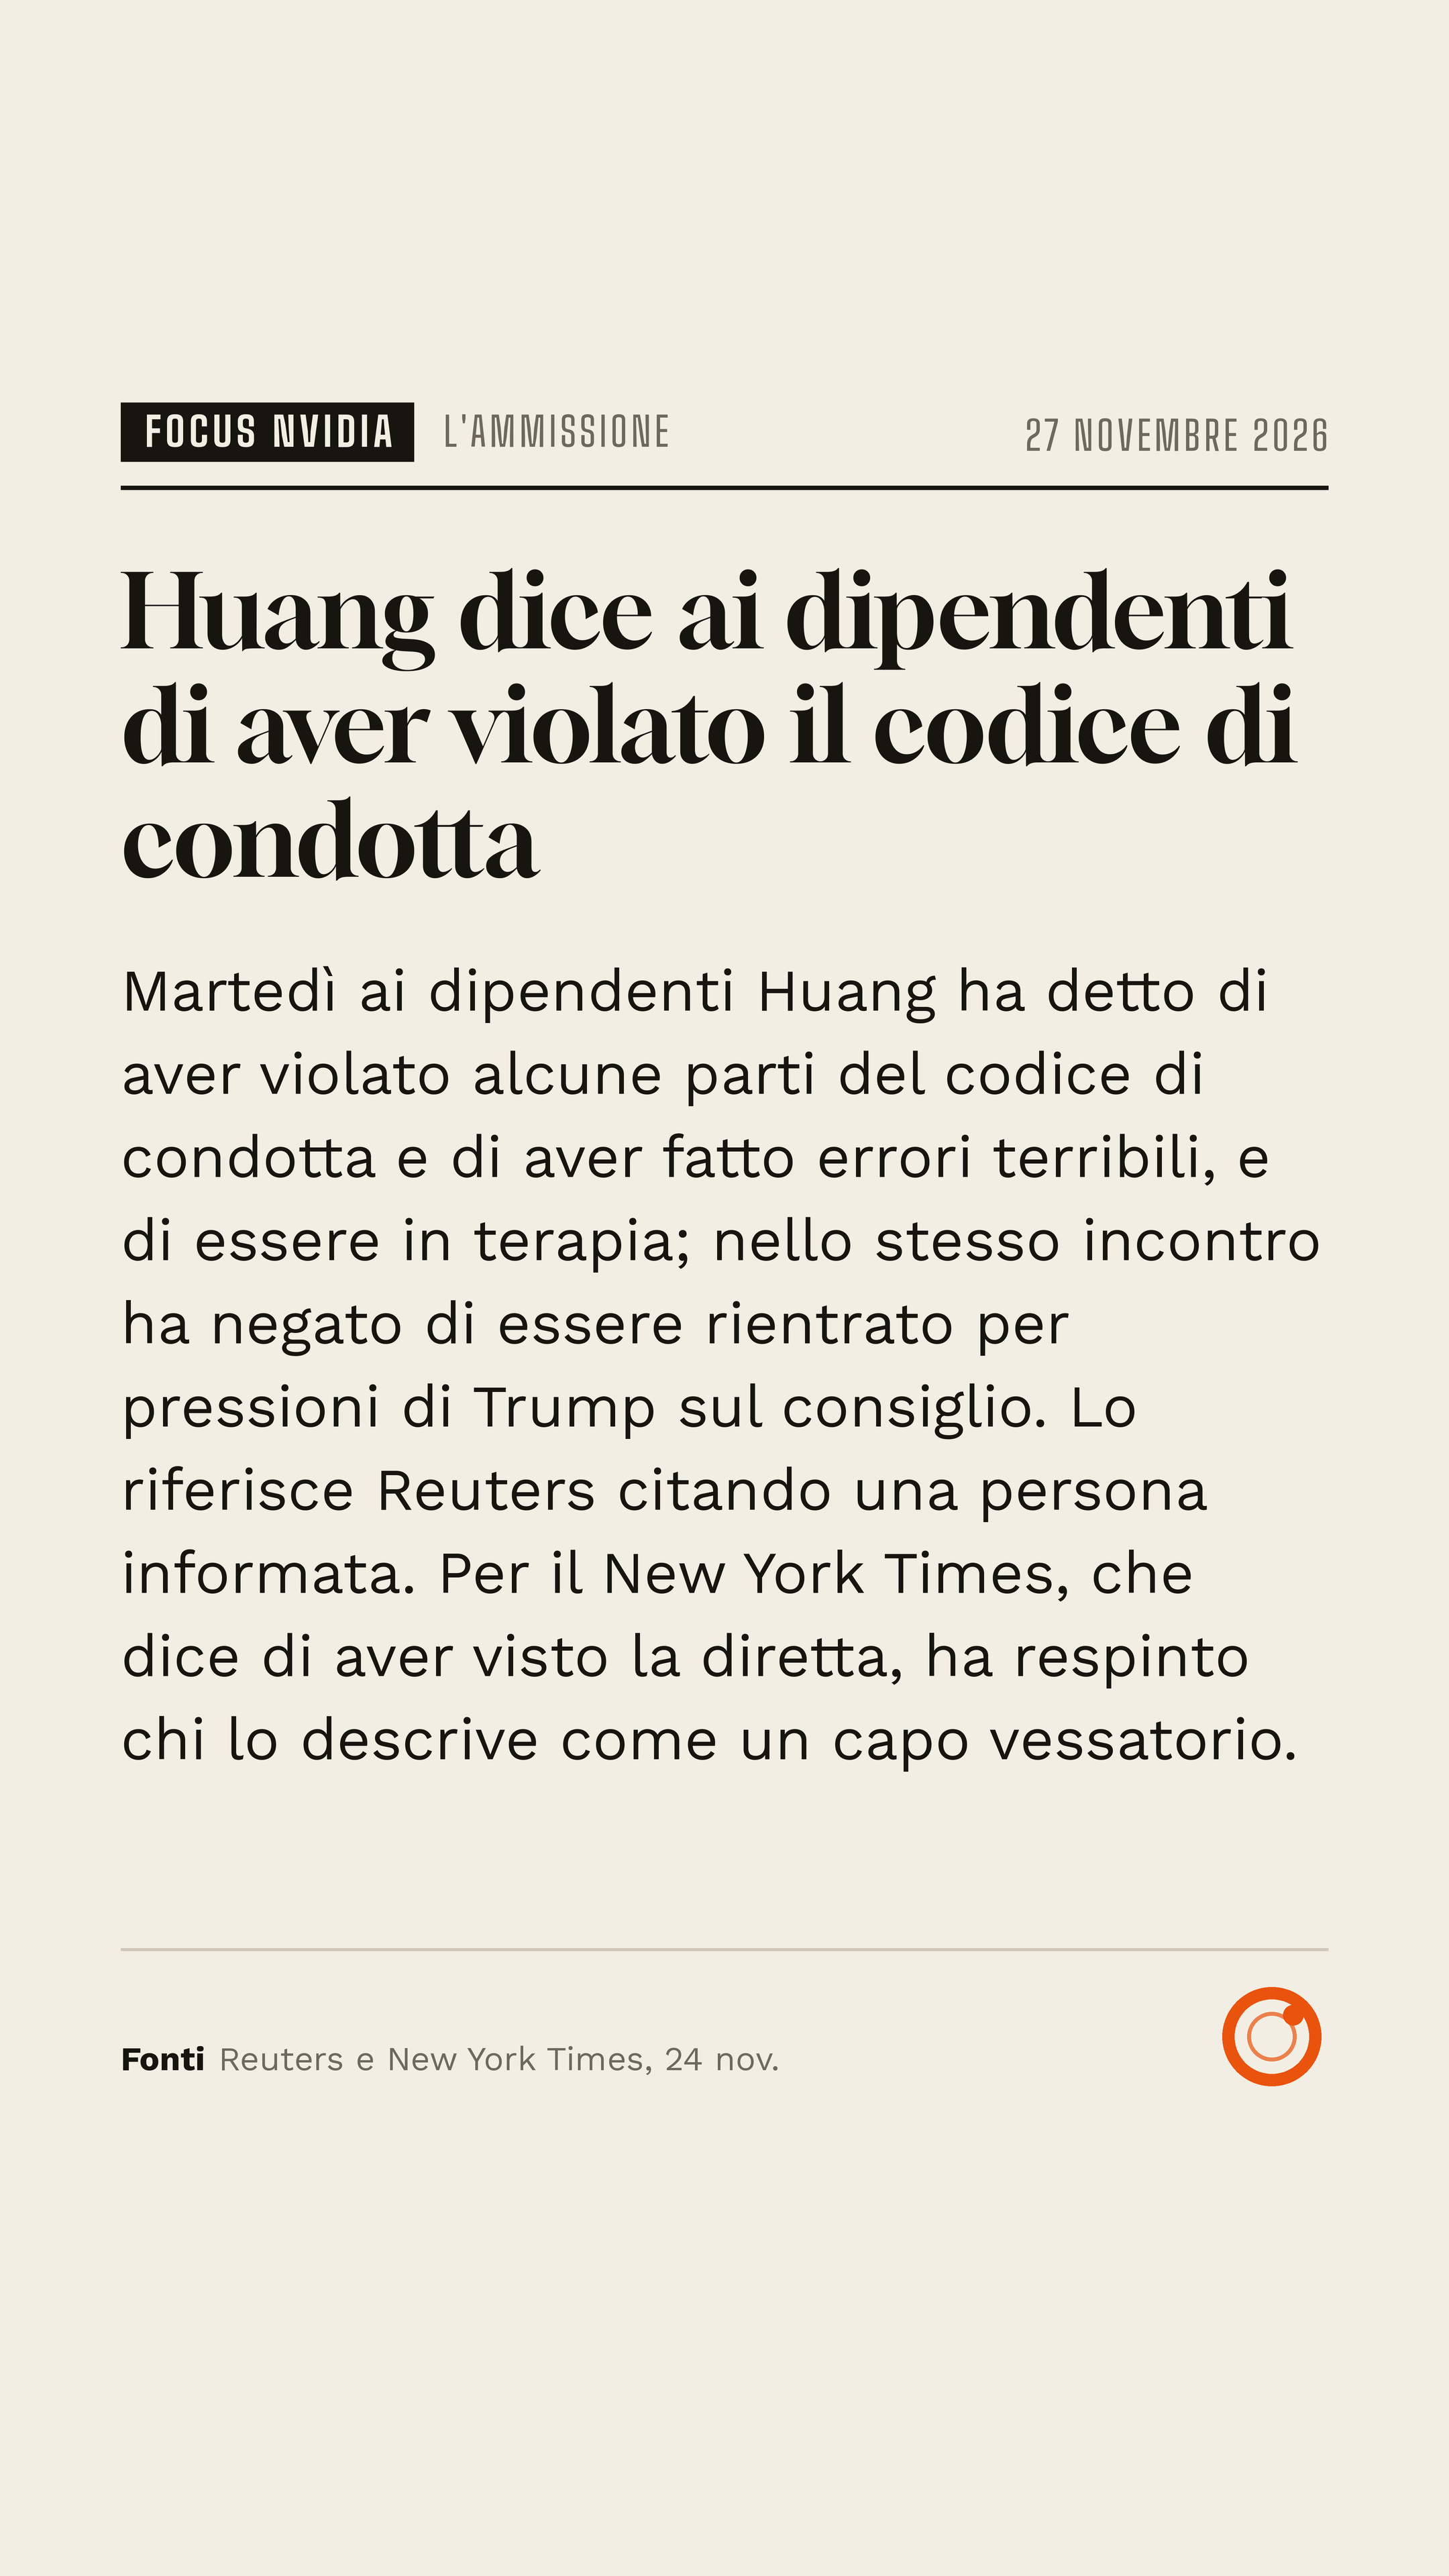 FOCUS NVIDIA L'AMMISSIONE 27 NOVEMBRE 2026
Huang dice ai dipendenti
di aver violato il codice di
condotta
Martedì ai dipendenti Huang ha detto di
aver violato alcune parti del codice di
condotta e di aver fatto errori terribili, e
di essere in terapia; nello stesso incontro
ha negato di essere rientrato per
pressioni di Trump sul consiglio. Lo
riferisce Reuters citando una persona
informata. Per il New York Times, che
dice di aver visto la diretta, ha respinto
chi lo descrive come un capo vessatorio.
Fonti Reuters e New York Times, 24 nov.